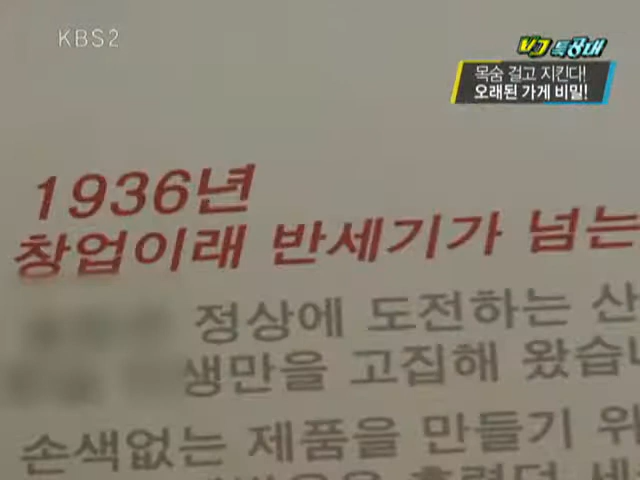 KBS2
VJ 특공대
목숨 걸고 지킨다!
오래된 가게 비밀!
1936년
창업이래 반세기가 넘는
정상에 도전하는 산
생만을 고집해 왔습니
손색없는 제품을 만들기 위